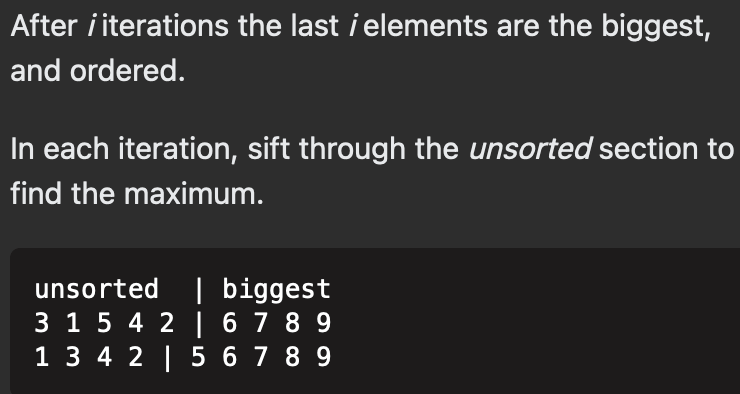 After i iterations the last i elements are the biggest,
and ordered.
In each iteration, sift through the unsorted section to
find the maximum.
unsorted  | biggest
3 1 5 4 2 | 6 7 8 9
1 3 4 2 | 5 6 7 8 9